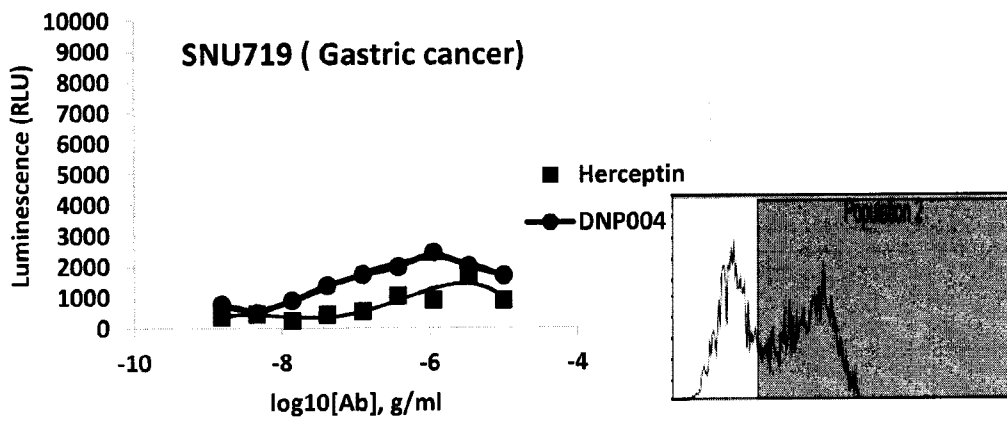 SNU719 ( Gastric cancer)
Luminescence (RLU)
10000
9000
8000
7000
6000
5000
4000
3000
2000
1000
0
-10
-8
-6
-4
log10[Ab], g/ml
Herceptin
DNP004
Population 2